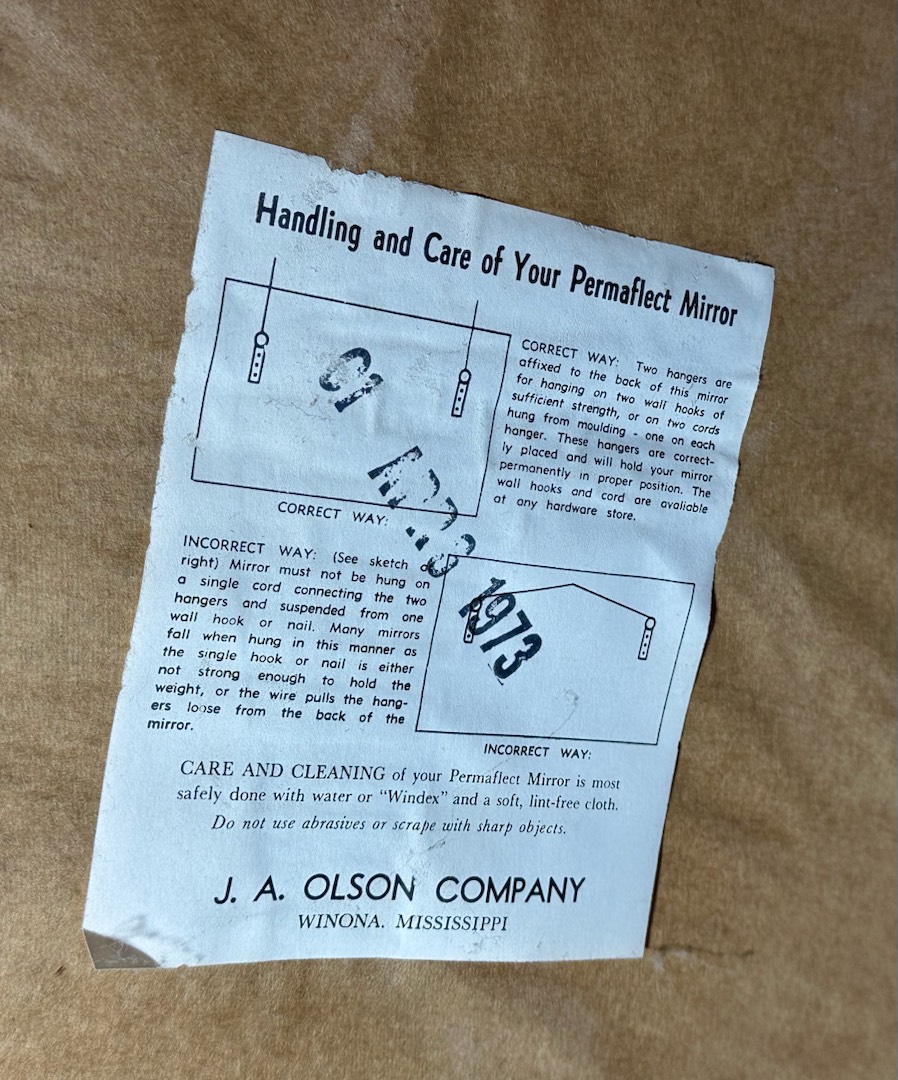 Handling and Care of Your Permaflect Mirror
CORRECT WAY: Two hangers are
affixed to the back of this mirror
for hanging on two wall hooks of
sufficient strength, or on two cords
hung from moulding - one on each
hanger. These hangers are correct-
ly placed and will hold your mirror
permanently in proper position. The
wall hooks and cord are avaliable
at any hardware store.
CORRECT WAY:
INCORRECT WAY: (See sketch
right) Mirror must not be hung on
a single cord connecting the two
hangers and suspended from one
wall hook or nail. Many mirrors
fall when hung in this manner as
the single hook or nail is either
not strong enough to hold the
weight, or the wire pulls the hang-
ers loose from the back of the
mirror.
1973
INCORRECT WAY:
CARE AND CLEANING of your Permaflect Mirror is most
safely done with water or "Windex" and a soft, lint-free cloth.
Do not use abrasives or scrape with sharp objects.
J. A. OLSON COMPANY
WINONA. MISSISSIPPI